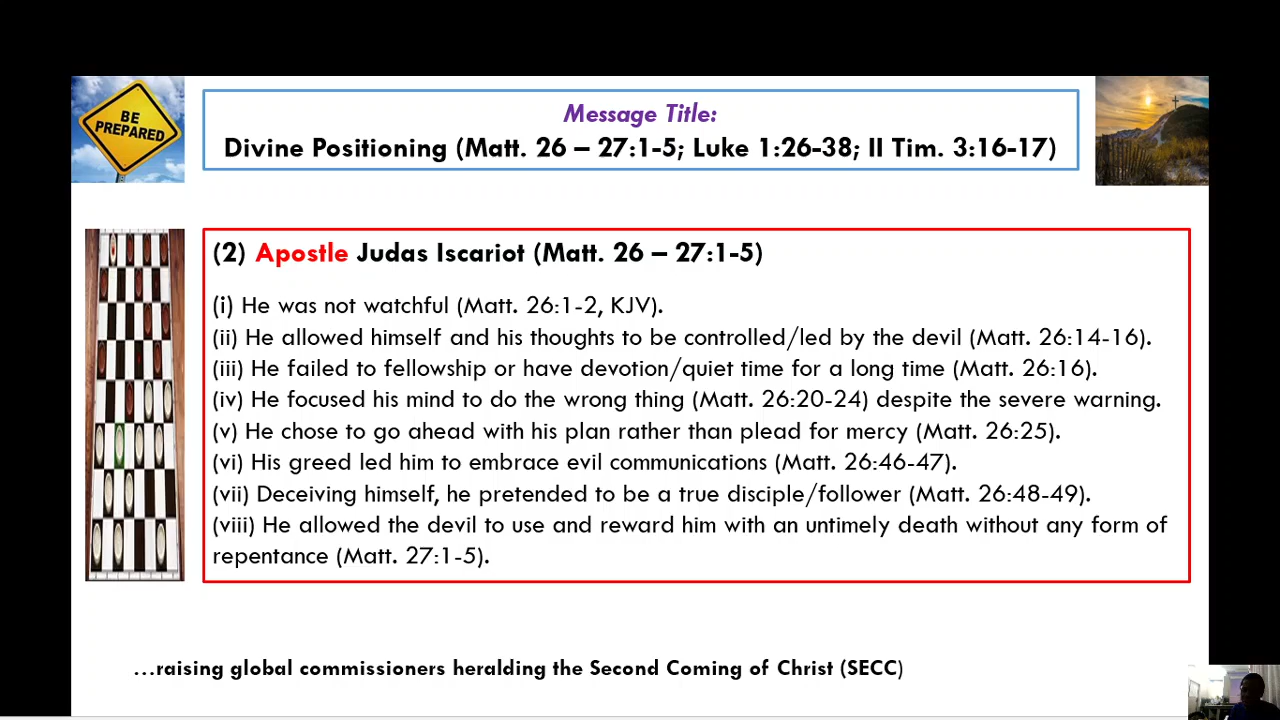 BE
PREPARED
Message Title:
Divine Positioning (Matt. 26 – 27:1-5; Luke 1:26-38; II Tim. 3:16-17)
(2) Apostle Judas Iscariot (Matt. 26 – 27:1-5)
(i) He was not watchful (Matt. 26:1-2, KJV).
(ii) He allowed himself and his thoughts to be controlled/led by the devil (Matt. 26:14-16).
(iii) He failed to fellowship or have devotion/quiet time for a long time (Matt. 26:16).
(iv) He focused his mind to do the wrong thing (Matt. 26:20-24) despite the severe warning.
(v) He chose to go ahead with his plan rather than plead for mercy (Matt. 26:25).
(vi) His greed led him to embrace evil communications (Matt. 26:46-47).
(vii) Deceiving himself, he pretended to be a true disciple/follower (Matt. 26:48-49).
(viii) He allowed the devil to use and reward him with an untimely death without any form of
repentance (Matt. 27:1-5).
…raising global commissioners heralding the Second Coming of Christ (SECC)